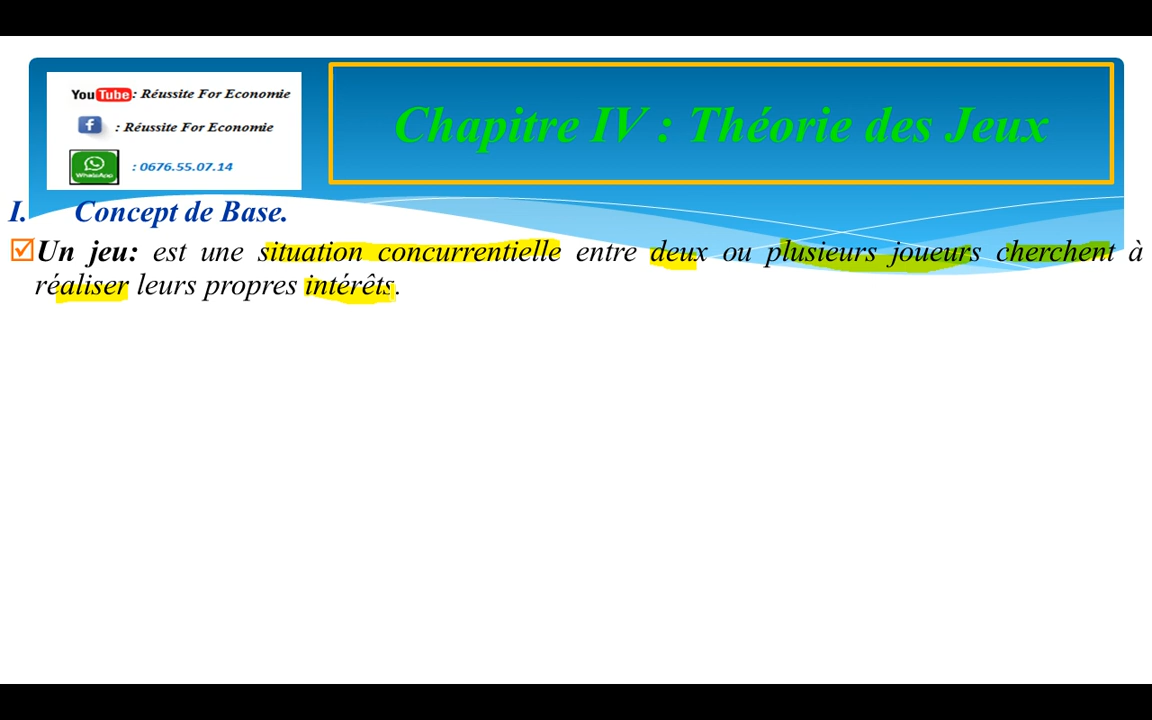 YouTube : Réussite For Economie
: Réussite For Economie
WhatsApp : 0676.55.07.14
Chapitre IV : Théorie des Jeux
I. Concept de Base.
Un jeu: est une situation concurrentielle entre deux ou plusieurs joueurs cherchent à
réaliser leurs propres intérêts.